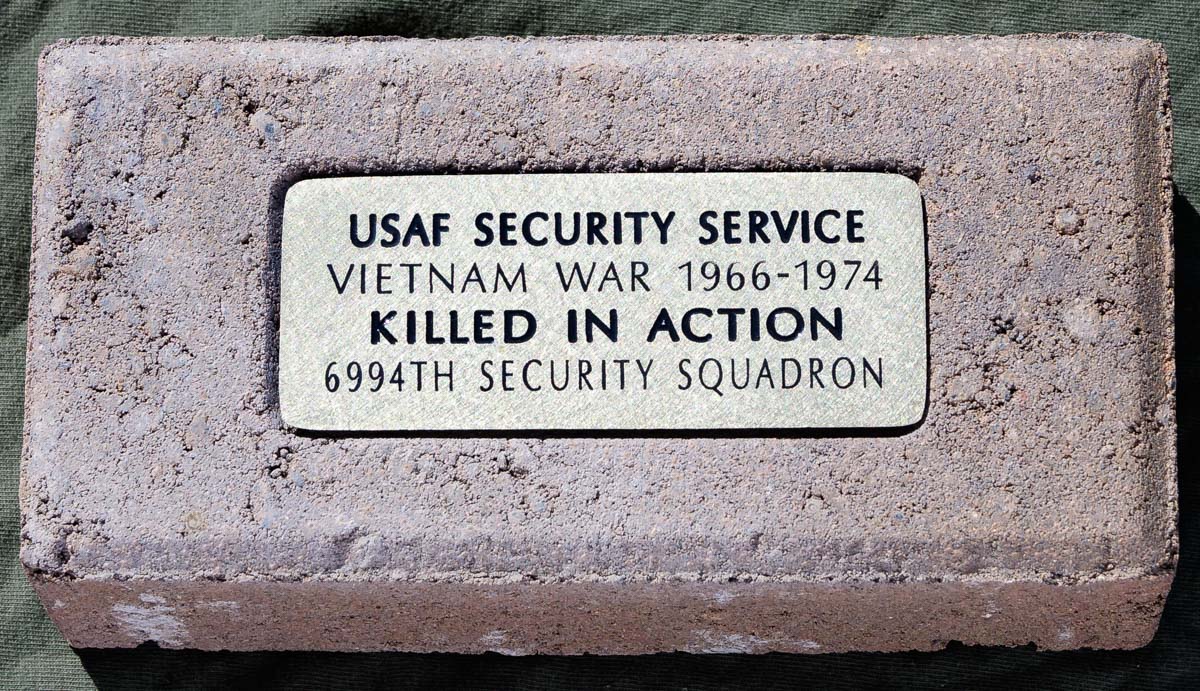 USAF SECURITY SERVICE
VIETNAM WAR 1966-1974
KILLED IN ACTION
6994TH SECURITY SQUADRON